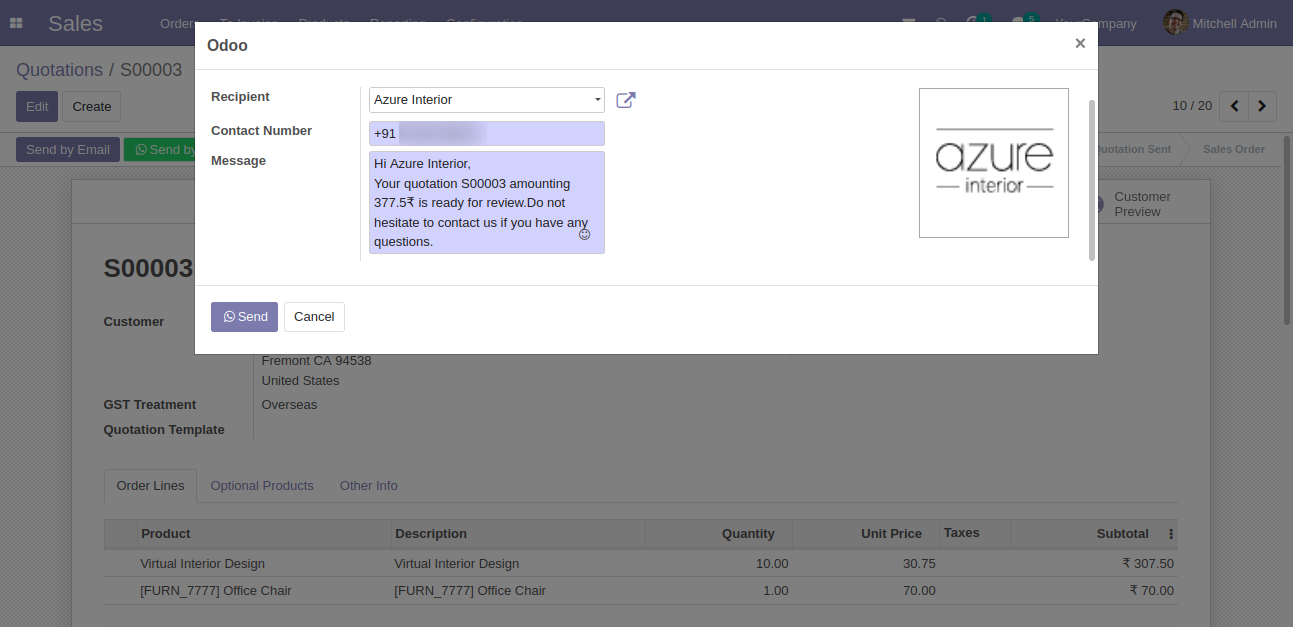 Sales
Orders To Invoice Products Reporting Configuration
1
5
YourCompany
Mitchell Admin
Quotations / S00003
Edit
Create
10 / 20
Send by Email
Send by
Quotation Sent
Sales Order
Odoo
×
Recipient
Azure Interior
Contact Number
+91
Message
Hi Azure Interior,
Your quotation S00003 amounting
377.5₹ is ready for review.Do not
hesitate to contact us if you have any
questions.
azure
interior
Send
Cancel
Customer
Preview
S00003
Customer
Fremont CA 94538
United States
GST Treatment
Overseas
Quotation Template
Order Lines
Optional Products
Other Info
Product Description Quantity Unit Price Taxes Subtotal
Virtual Interior Design Virtual Interior Design 10.00 30.75 ₹ 307.50
[FURN_7777] Office Chair [FURN_7777] Office Chair 1.00 70.00 ₹ 70.00